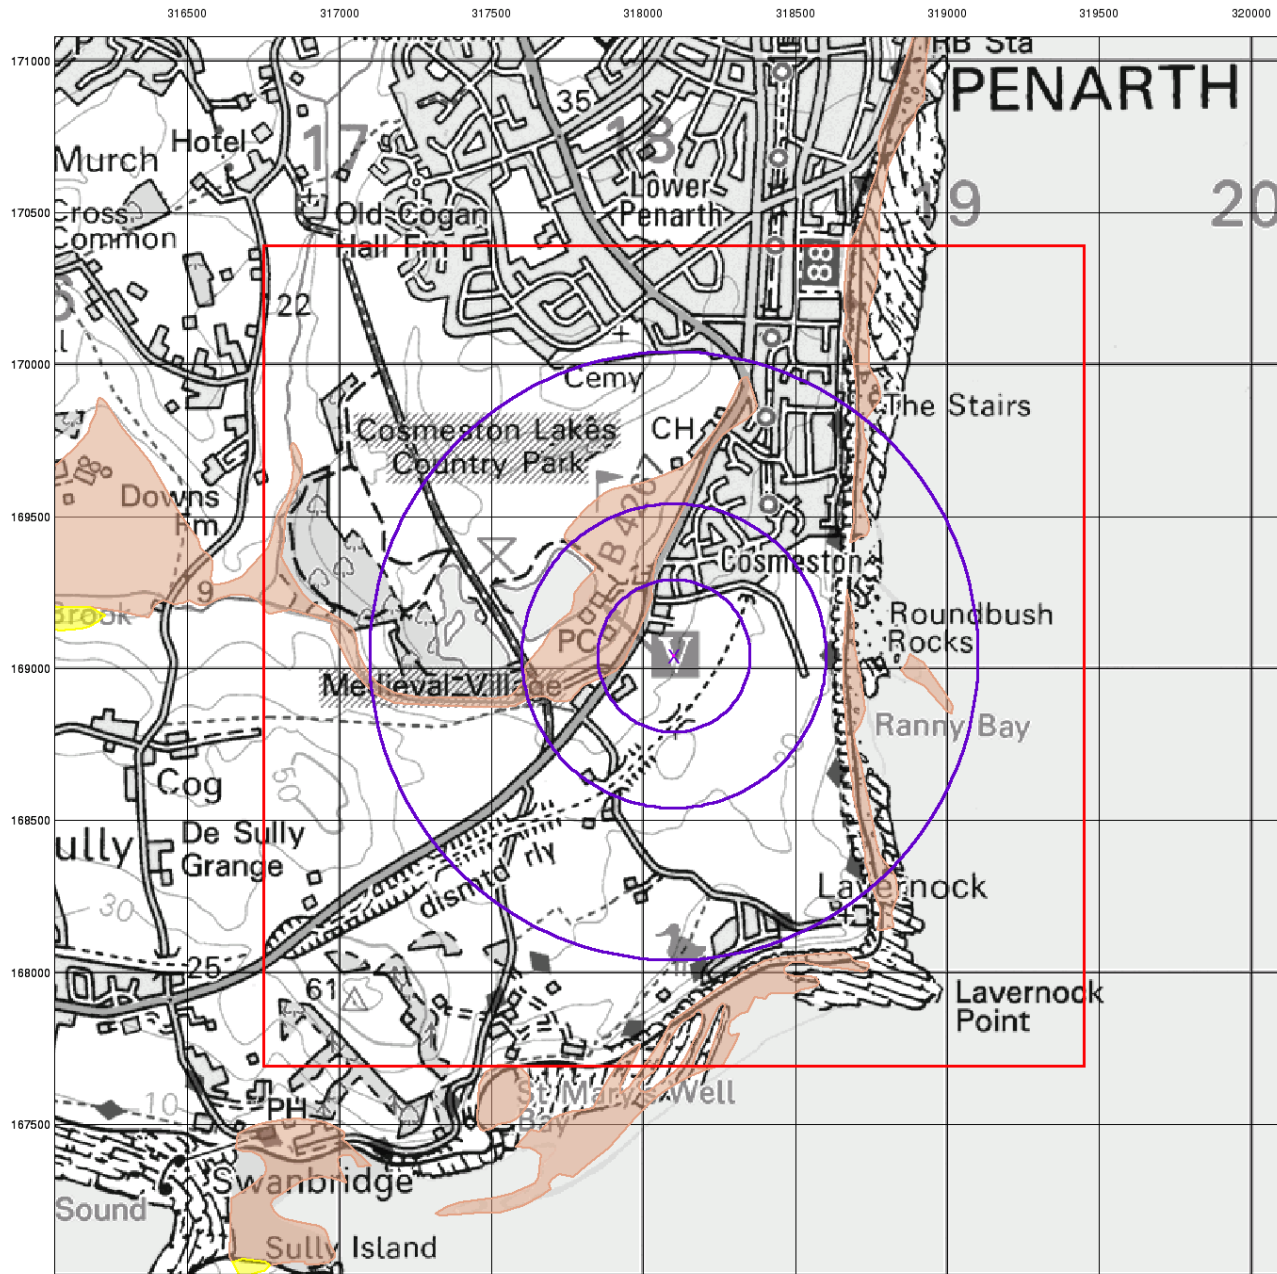 316500 317000 317500 318000 318500 319000 319500 320000
171000
RB Sta
PENARTH
35
Hotel
17
18
Murch
Lower
Penarth
170500
19
20
Cross
Common
Old Cogan
Hall Fm
88
22
170000
Cemy
The Stairs
Cosmeston Lakes
Country Park
CH
B 4267
Downs
Fm
169500
Cosmeston
9
Brook
Roundbush
Rocks
PC
V
169000
Medieval Village
Ranny Bay
Cog
50
30
168500
De Sully
Grange
ully
dismtd rly
Lavernock
30
25
168000
61
Lavernock
Point
St Mary's Well
Bay
10
PH
167500
Swanbridge
Sound
Sully Island